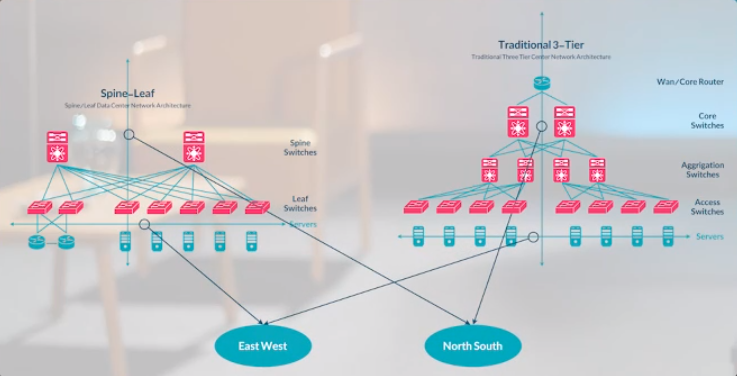 Spine-Leaf
Spine/Leaf Data Center Network Architecture
Spine
Switches
Leaf
Switches
Servers
Traditional 3-Tier
Traditional Three Tier Center Network Architecture
Wan/Core Router
Core
Switches
Aggrigation
Switches
Access
Switches
Servers
East West
North South